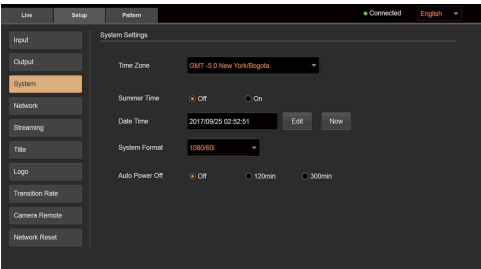 Live Setup Pattern Connected English
Input
Output
System
Network
Streaming
Title
Logo
Transition Rate
Camera Remote
Network Reset
System Settings
Time Zone GMT -5.0 New York/Bogota
Summer Time Off On
Date Time 2017/09/25 02:52:51 Edit Now
System Format 1080/60i
Auto Power Off Off 120min 300min